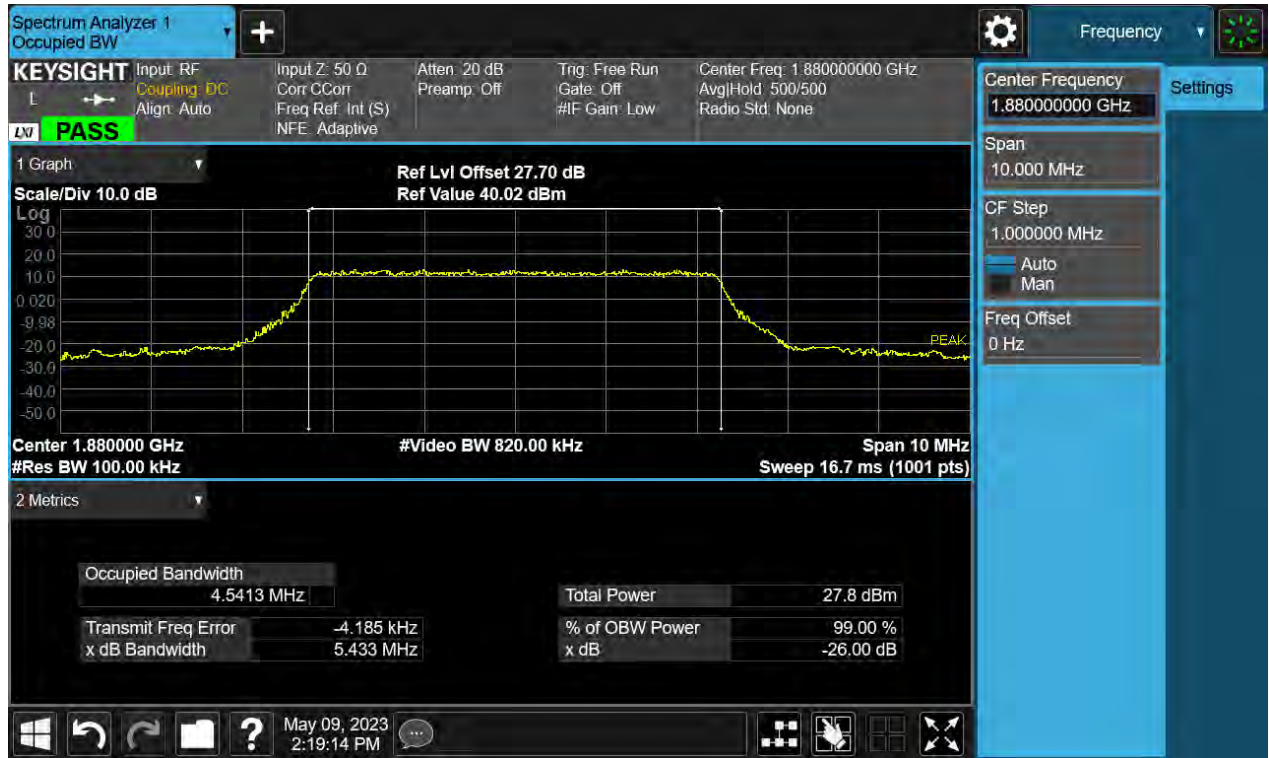 Spectrum Analyzer 1
Occupied BW
+
Frequency
KEYSIGHT
L
LXI
PASS
Input: RF
Coupling: DC
Align: Auto
Input Z: 50 Ω
Corr CCorr
Freq Ref: Int (S)
NFE: Adaptive
Atten: 20 dB
Preamp: Off
Trig: Free Run
Gate: Off
#IF Gain: Low
Center Freq: 1.880000000 GHz
Avg|Hold: 500/500
Radio Std: None
Center Frequency
1.880000000 GHz
Settings
Span
10.000 MHz
CF Step
1.000000 MHz
Auto
Man
Freq Offset
0 Hz
1 Graph
Ref Lvl Offset 27.70 dB
Scale/Div 10.0 dB
Ref Value 40.02 dBm
Log
30.0
20.0
10.0
0.020
-9.98
-20.0
-30.0
-40.0
-50.0
PEAK
Center 1.880000 GHz
#Video BW 820.00 kHz
Span 10 MHz
#Res BW 100.00 kHz
Sweep 16.7 ms (1001 pts)
2 Metrics
Occupied Bandwidth
4.5413 MHz
Total Power 27.8 dBm
Transmit Freq Error -4.185 kHz
% of OBW Power 99.00 %
x dB Bandwidth 5.433 MHz
x dB -26.00 dB
?
May 09, 2023
2:19:14 PM